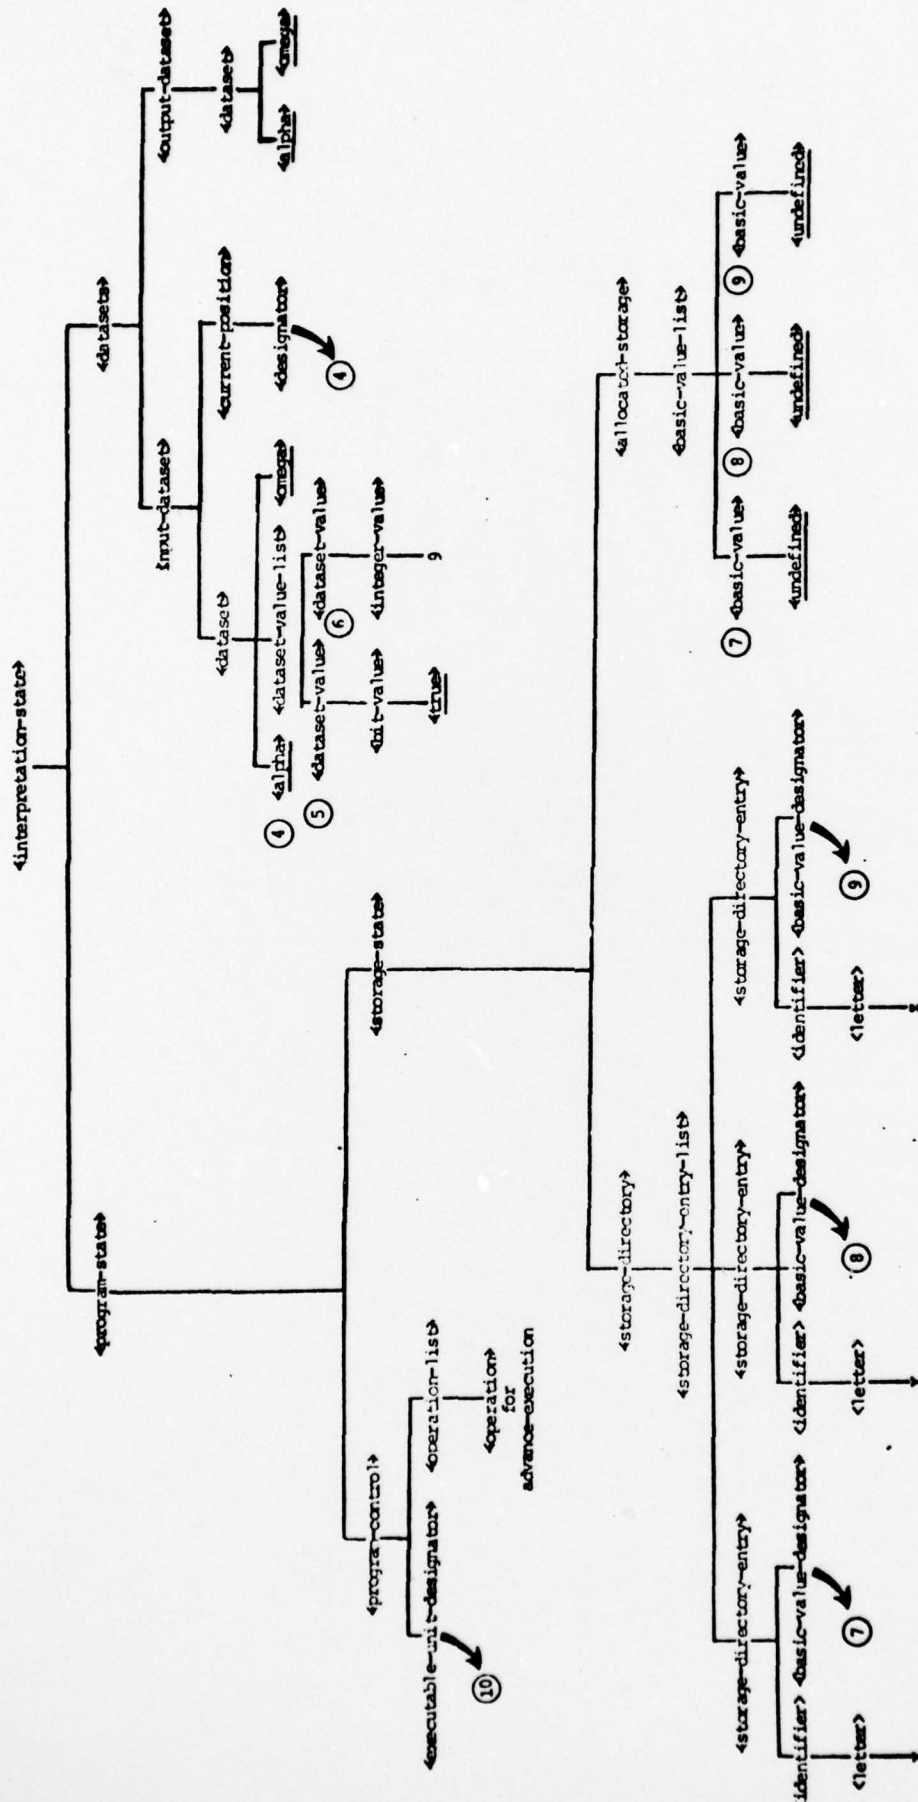 <interpretation-state>
<program-state> <datasets>
<input-dataset> <output-dataset>
<dataset> <current-position> <dataset>
④ <alpha> <dataset-value-list> <omega> <designator> <alpha> <omega>
⑤ <dataset-value> ⑥ <dataset-value> ④
<program-control> <storage-state> <bit-value> <integer-value>
<executable-unit-designator> <operation-list> <true> 9
⑩ <operation>
for
advance-execution
<storage-directory> <allocated-storage>
<storage-directory-entry-list> <basic-value-list>
<storage-directory-entry> <storage-directory-entry> <storage-directory-entry> ⑦ <basic-value> ⑧ <basic-value> ⑨ <basic-value>
identifier> <basic-value-designator> <identifier> <basic-value-designator> <identifier> <basic-value-designator> <undefined> <undefined> <undefined>
<letter> ⑦ <letter> ⑧ <letter> ⑨